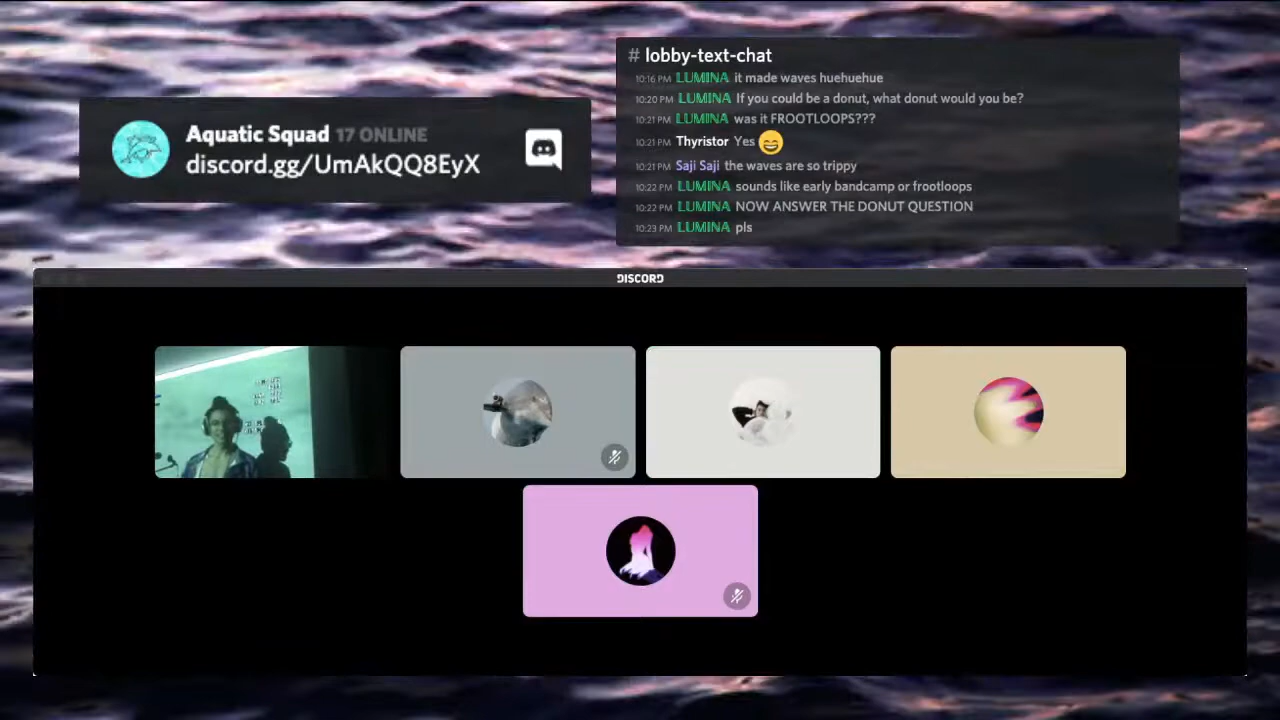 Aquatic Squad 17 ONLINE
discord.gg/UmAkQQ8EyX
# lobby-text-chat
10:16 PM LUMINA it made waves huehuehue
10:20 PM LUMINA If you could be a donut, what donut would you be?
10:21 PM LUMINA was it FROOTLOOPS???
10:21 PM Thyristor Yes 😄
10:21 PM Saji Saji the waves are so trippy
10:22 PM LUMINA sounds like early bandcamp or frootloops
10:22 PM LUMINA NOW ANSWER THE DONUT QUESTION
10:23 PM LUMINA pls
DISCORD